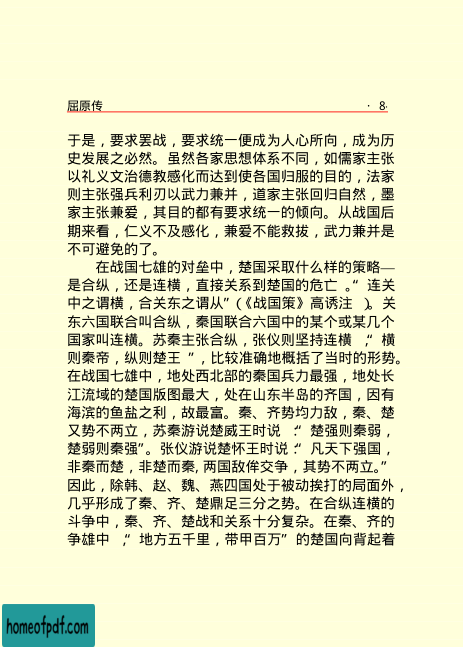 屈原传 · 8·
于是，要求罢战，要求统一便成为人心所向，成为历
史发展之必然。虽然各家思想体系不同，如儒家主张
以礼义文治德教感化而达到使各国归服的目的，法家
则主张强兵利刃以武力兼并，道家主张回归自然，墨
家主张兼爱，其目的都有要求统一的倾向。从战国后
期来看，仁义不及感化，兼爱不能救拔，武力兼并是
不可避免的了。
在战国七雄的对垒中，楚国采取什么样的策略—
是合纵，还是连横，直接关系到楚国的危亡 。“ 连关
中之谓横，合关东之谓从”（《战国策》高诱注 ）。关
东六国联合叫合纵，秦国联合六国中的某个或某几个
国家叫连横。苏秦主张合纵，张仪则坚持连横 ，“ 横
则秦帝，纵则楚王 ”，比较准确地概括了当时的形势。
在战国七雄中，地处西北部的秦国兵力最强，地处长
江流域的楚国版图最大，处在山东半岛的齐国，因有
海滨的鱼盐之利，故最富。秦、齐势均力敌，秦、楚
又势不两立，苏秦游说楚威王时说 ：“ 楚强则秦弱，
楚弱则秦强”。张仪游说楚怀王时说：“ 凡天下强国，
非秦而楚，非楚而秦，两国敌侔交争，其势不两立。”
因此，除韩、赵、魏、燕四国处于被动挨打的局面外，
几乎形成了秦、齐、楚鼎足三分之势。在合纵连横的
斗争中，秦、齐、楚战和关系十分复杂。在秦、齐的
争雄中 ，“ 地方五千里，带甲百万” 的楚国向背起着
homeofpdf.com